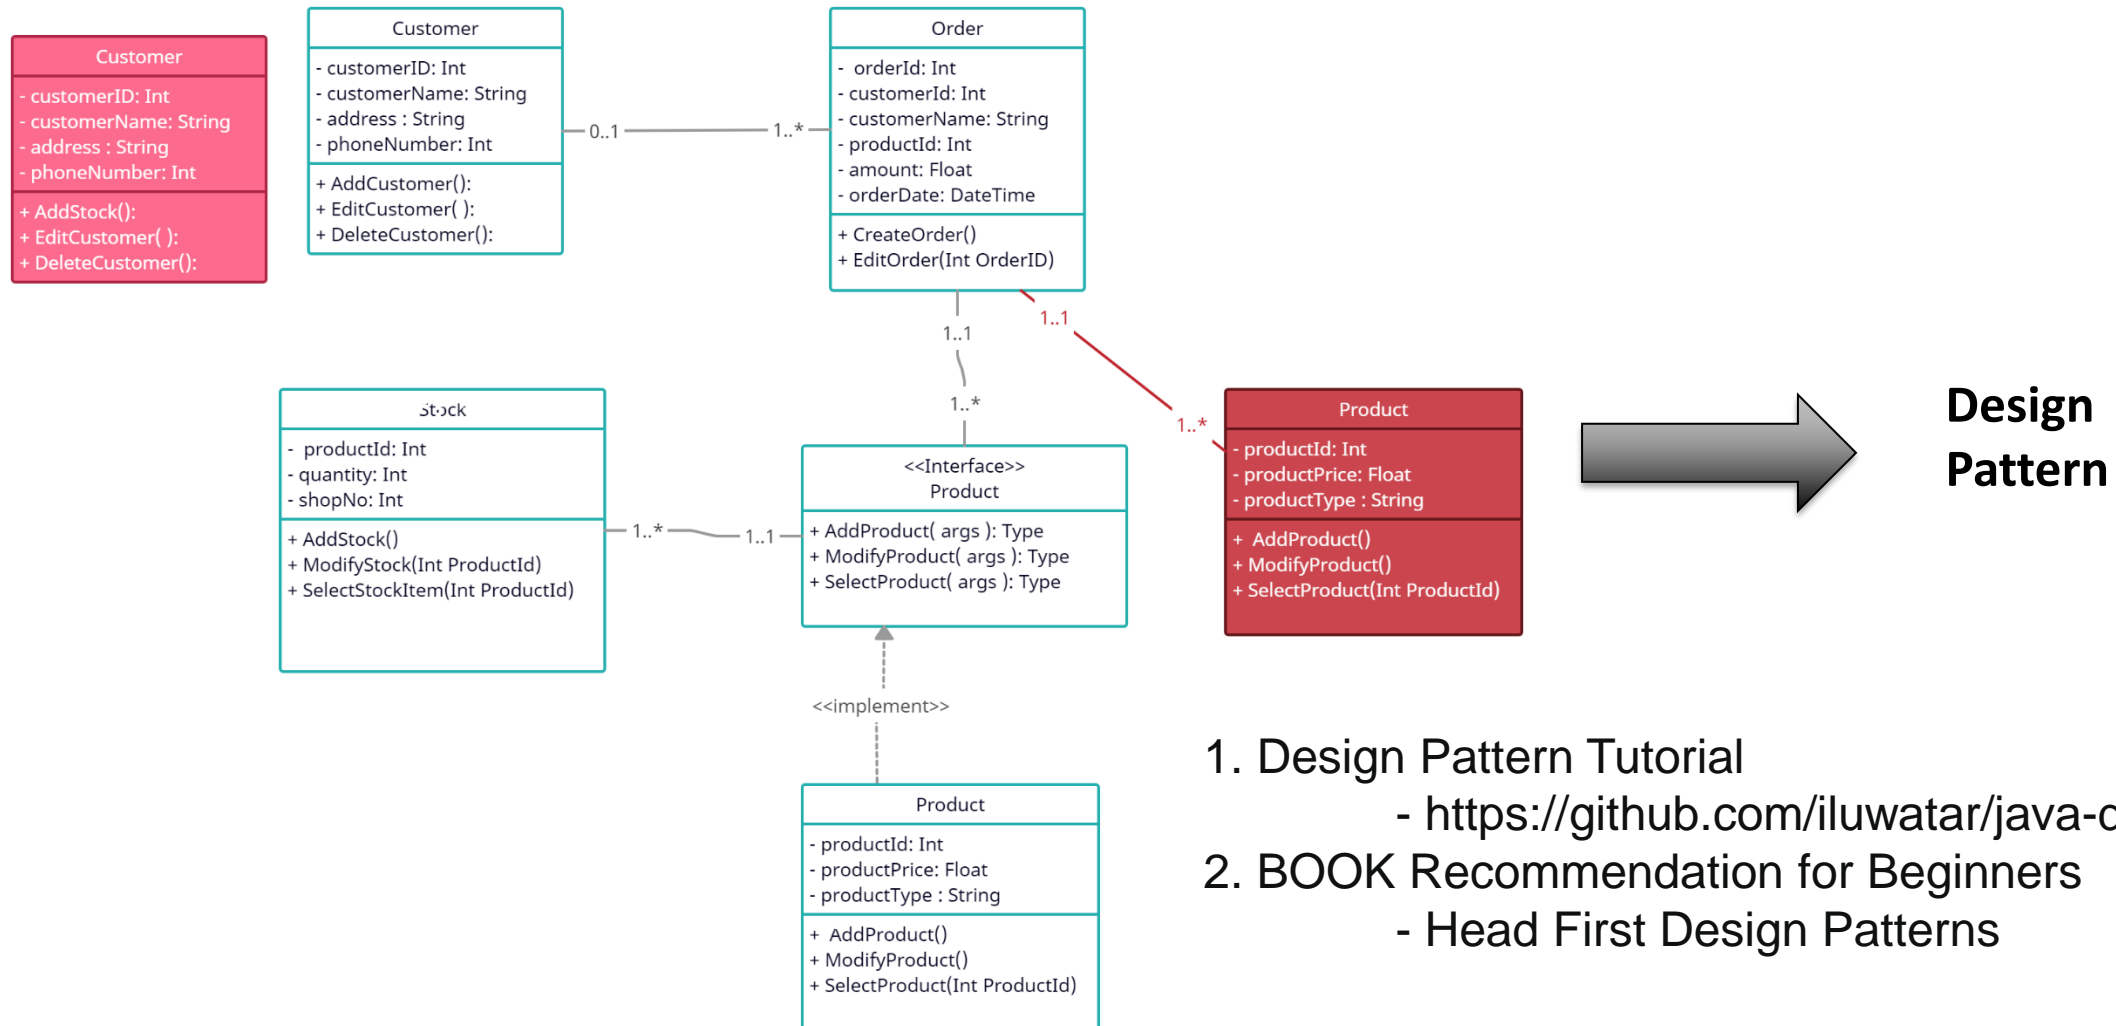 Customer
- customerID: Int
- customerName: String
- address : String
- phoneNumber: Int
+ AddStock():
+ EditCustomer( ):
+ DeleteCustomer():
Customer
- customerID: Int
- customerName: String
- address : String
- phoneNumber: Int
+ AddCustomer():
+ EditCustomer( ):
+ DeleteCustomer():
0..1
1..*
Order
- orderId: Int
- customerId: Int
- customerName: String
- productId: Int
- amount: Float
- orderDate: DateTime
+ CreateOrder()
+ EditOrder(Int OrderID)
1..1
1..*
1..1
1..*
Stock
- productId: Int
- quantity: Int
- shopNo: Int
+ AddStock()
+ ModifyStock(Int ProductId)
+ SelectStockItem(Int ProductId)
1..*
1..1
<<Interface>>
Product
+ AddProduct( args ): Type
+ ModifyProduct( args ): Type
+ SelectProduct( args ): Type
Product
- productId: Int
- productPrice: Float
- productType : String
+ AddProduct()
+ ModifyProduct()
+ SelectProduct(Int ProductId)
Design
Pattern
<<implement>>
Product
- productId: Int
- productPrice: Float
- productType : String
+ AddProduct()
+ ModifyProduct()
+ SelectProduct(Int ProductId)
1. Design Pattern Tutorial
- https://github.com/iluwatar/java-d
2. BOOK Recommendation for Beginners
- Head First Design Patterns